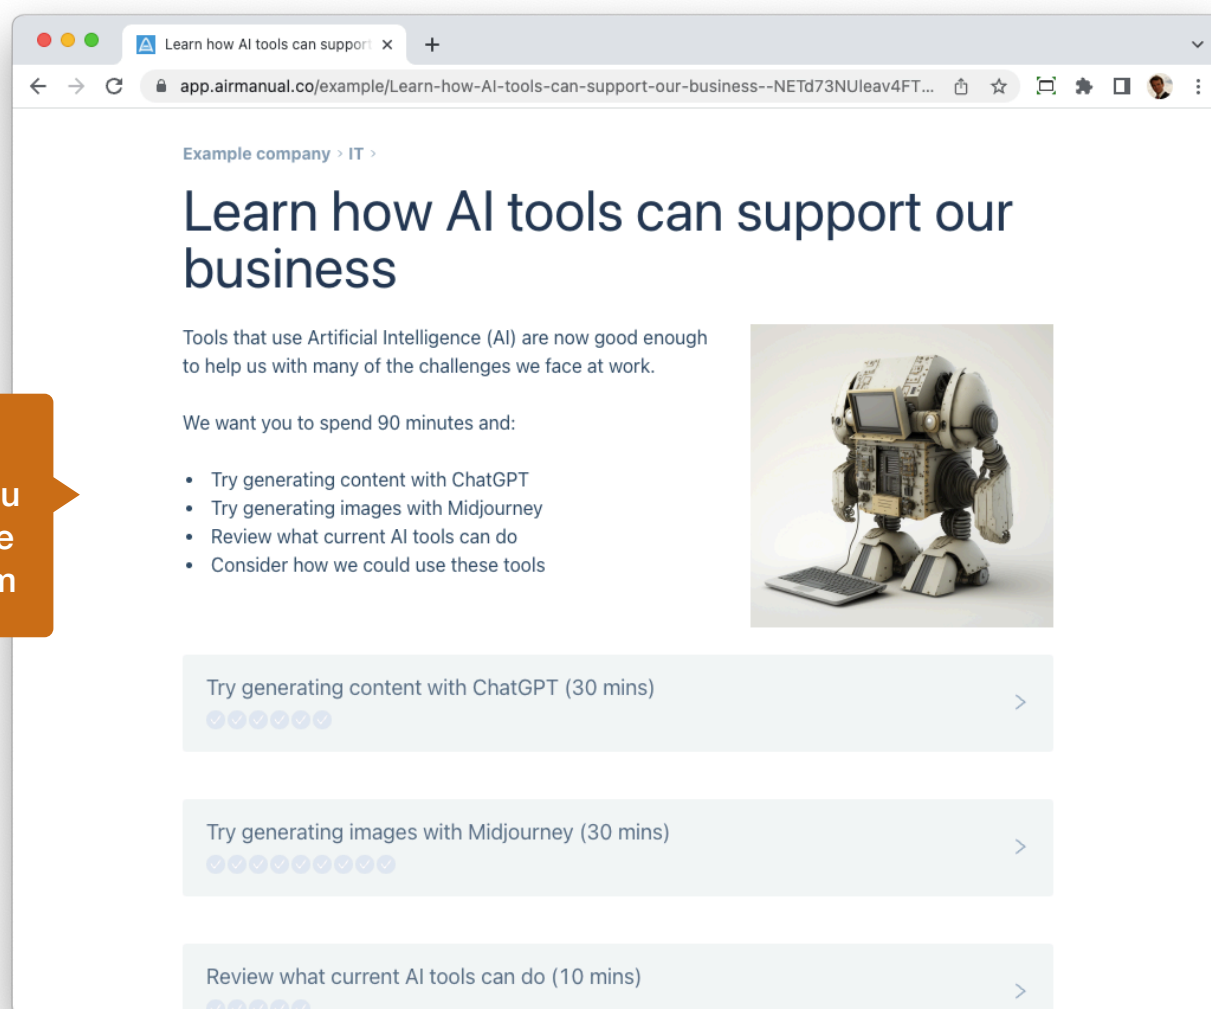 Learn how AI tools can support
app.airmanual.co/example/Learn-how-AI-tools-can-support-our-business--NETd73NUleav4FT...
Example company › IT ›
Learn how AI tools can support our
business
Tools that use Artificial Intelligence (AI) are now good enough
to help us with many of the challenges we face at work.
We want you to spend 90 minutes and:
• Try generating content with ChatGPT
• Try generating images with Midjourney
• Review what current AI tools can do
• Consider how we could use these tools
Try generating content with ChatGPT (30 mins)
Try generating images with Midjourney (30 mins)
Review what current AI tools can do (10 mins)